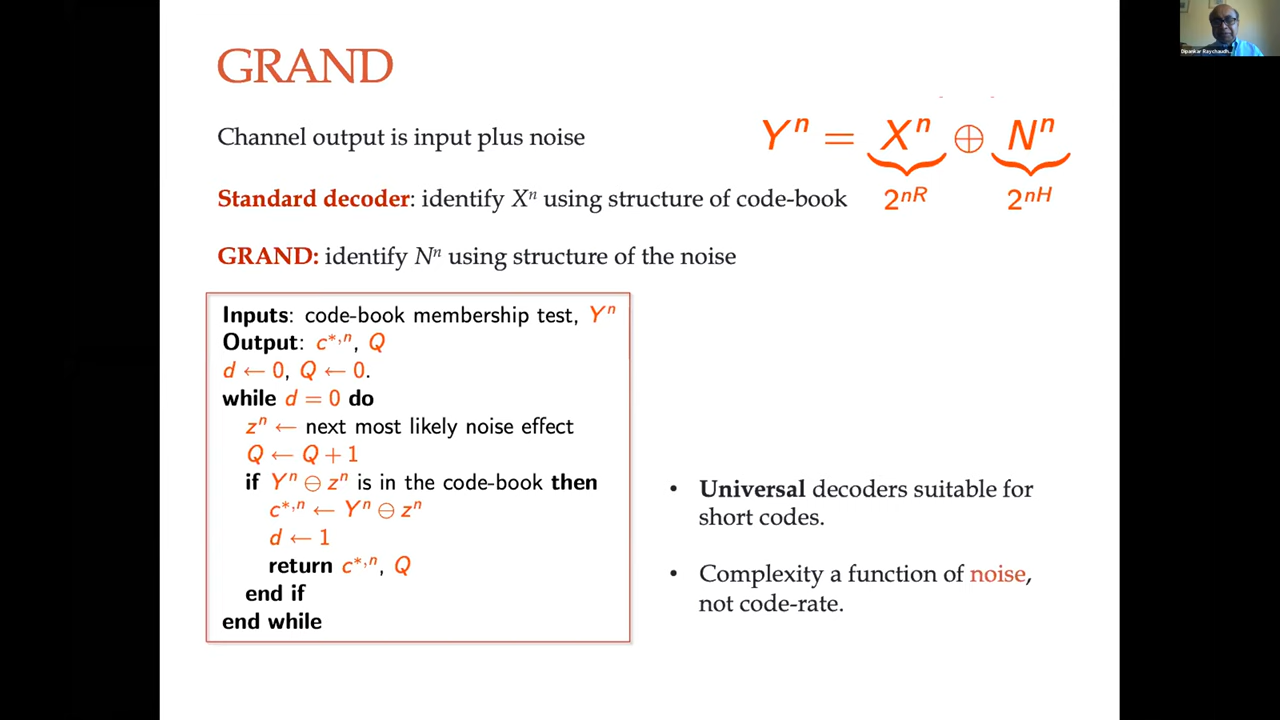 GRAND
Channel output is input plus noise
Yⁿ = Xⁿ ⊕ Nⁿ
2ⁿᴿ 2ⁿᴴ
Standard decoder: identify Xⁿ using structure of code-book
GRAND: identify Nⁿ using structure of the noise
Inputs: code-book membership test, Yⁿ
Output: c*,ⁿ, Q
d ← 0, Q ← 0.
while d = 0 do
zⁿ ← next most likely noise effect
Q ← Q + 1
if Yⁿ ⊖ zⁿ is in the code-book then
c*,ⁿ ← Yⁿ ⊖ zⁿ
d ← 1
return c*,ⁿ, Q
end if
end while
• Universal decoders suitable for
short codes.
• Complexity a function of noise,
not code-rate.
Dipankar Raychaudh...